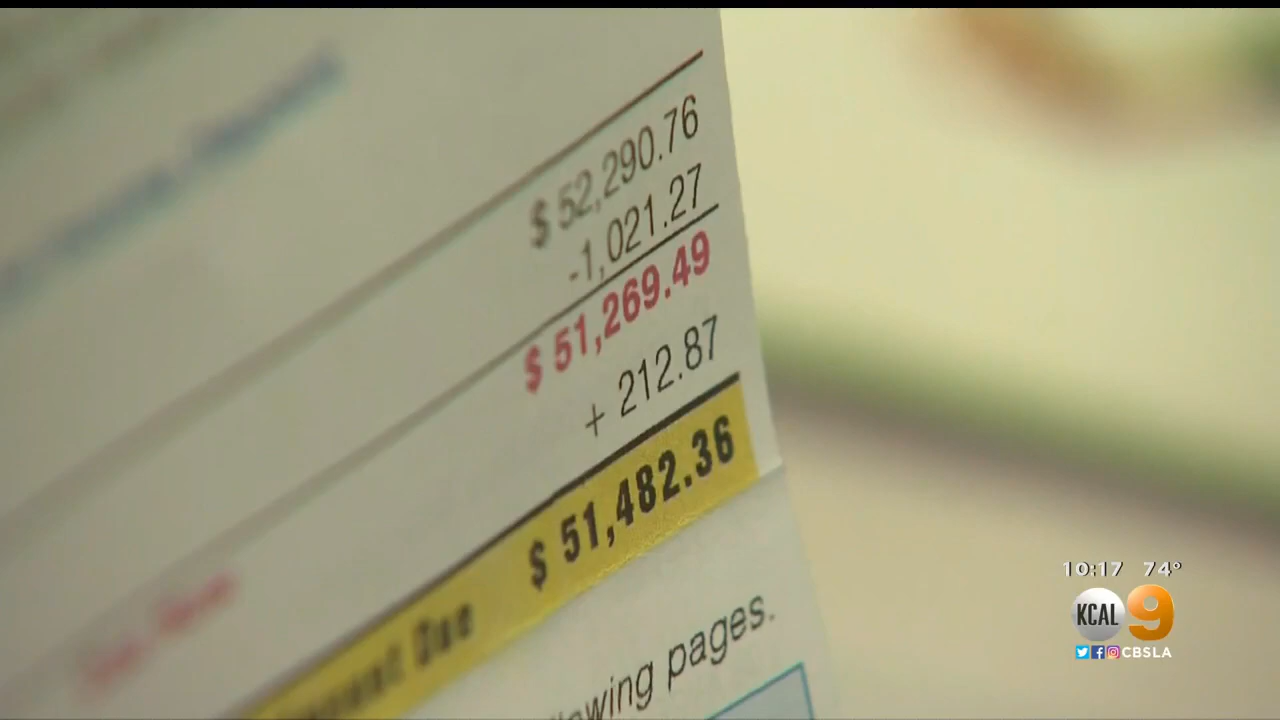 $ 52,290.76
-1,021.27
$ 51,269.49
+ 212.87
Due $ 51,482.36
pages.
10:17 74°
KCAL 9
CBSLA